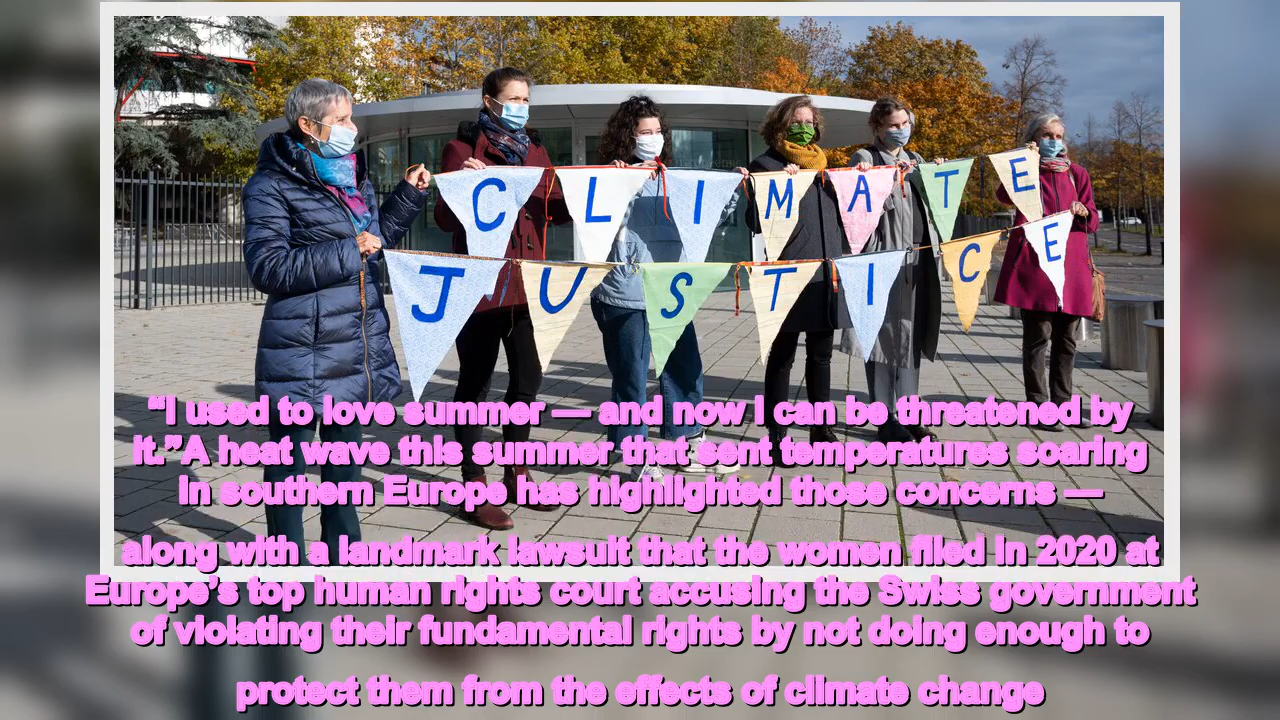 CLIMATE
JUSTICE
“I used to love summer — and now I can be threatened by
it.”A heat wave this summer that sent temperatures soaring
in southern Europe has highlighted those concerns —
along with a landmark lawsuit that the women filed in 2020 at
Europe’s top human rights court accusing the Swiss government
of violating their fundamental rights by not doing enough to
protect them from the effects of climate change